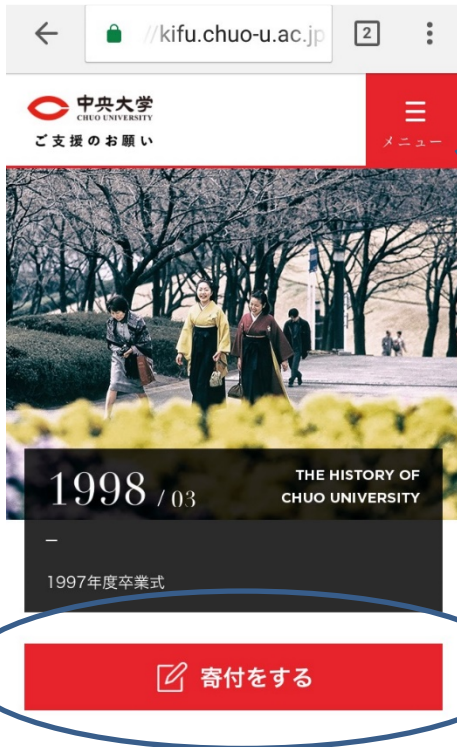 //kifu.chuo-u.ac.jp
2
中央大学
CHUO UNIVERSITY
ご支援のお願い
メニュー
1998 / 03
THE HISTORY OF
CHUO UNIVERSITY
–
1997年度卒業式
寄付をする